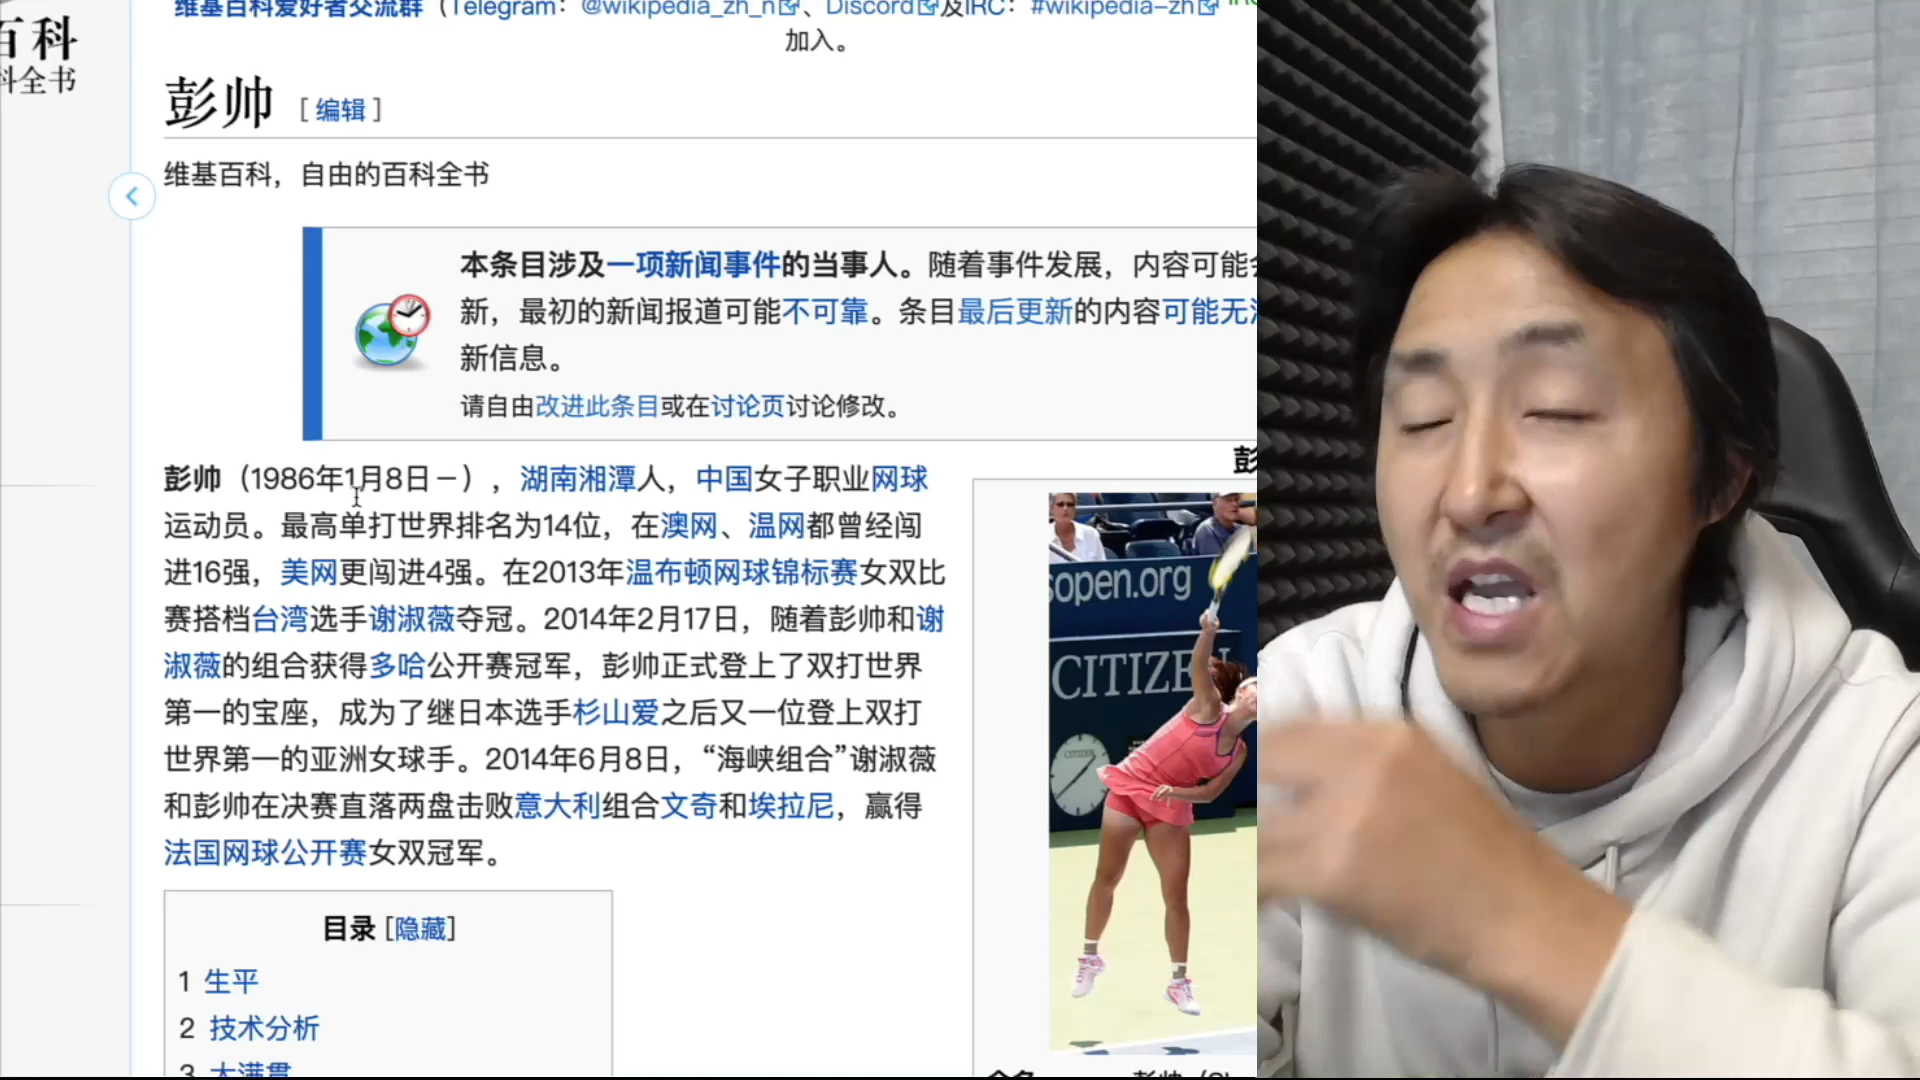 维基百科爱好者交流群（Telegram：@wikipedia_zh_n、Discord及IRC：#wikipedia-zh
加入。
百科
科全书
彭帅 [编辑]
维基百科，自由的百科全书
本条目涉及一项新闻事件的当事人。随着事件发展，内容可能
新，最初的新闻报道可能不可靠。条目最后更新的内容可能无
新信息。
请自由改进此条目或在讨论页讨论修改。
彭帅（1986年1月8日－），湖南湘潭人，中国女子职业网球
运动员。最高单打世界排名为14位，在澳网、温网都曾经闯
进16强，美网更闯进4强。在2013年温布顿网球锦标赛女双比
赛搭档台湾选手谢淑薇夺冠。2014年2月17日，随着彭帅和谢
淑薇的组合获得多哈公开赛冠军，彭帅正式登上了双打世界
第一的宝座，成为了继日本选手杉山爱之后又一位登上双打
世界第一的亚洲女球手。2014年6月8日，“海峡组合”谢淑薇
和彭帅在决赛直落两盘击败意大利组合文奇和埃拉尼，赢得
法国网球公开赛女双冠军。
彭
sopen.org
CITIZEN
目录 [隐藏]
1 生平
2 技术分析
3 大满贯